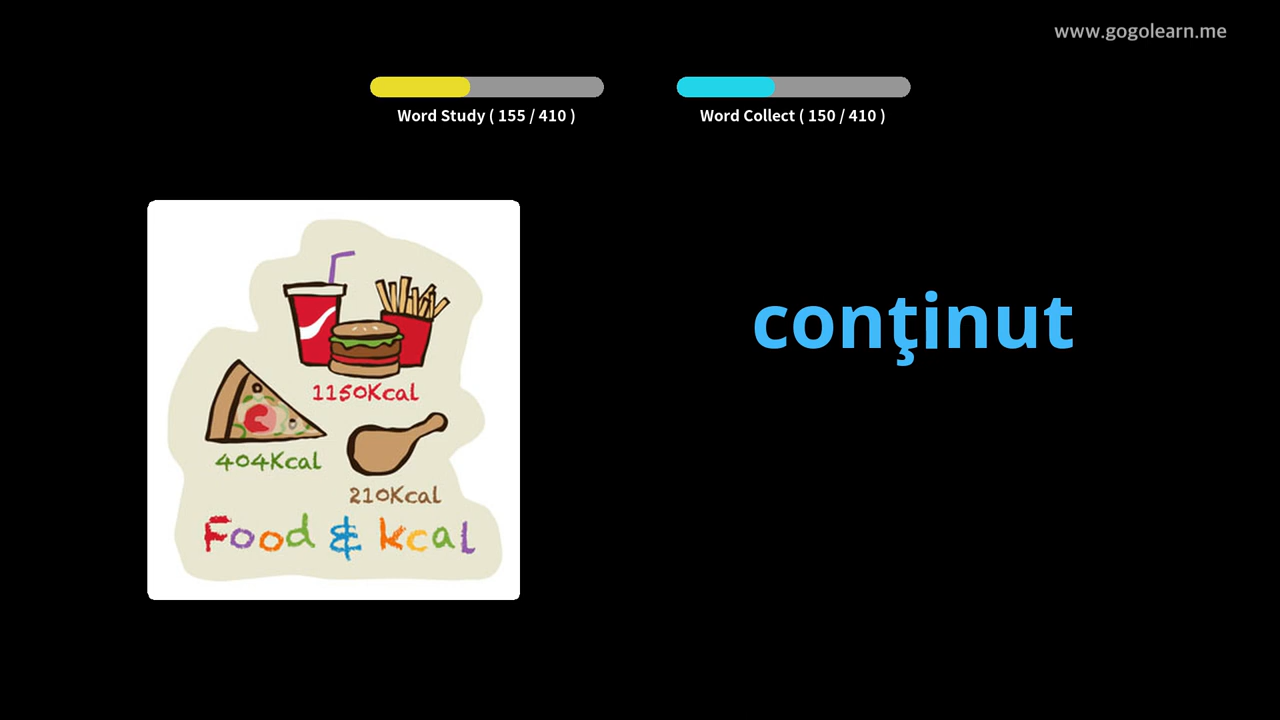 www.gogolearn.me
Word Study ( 155 / 410 )
Word Collect ( 150 / 410 )
conţinut
1150Kcal
404Kcal
210Kcal
Food & kcal